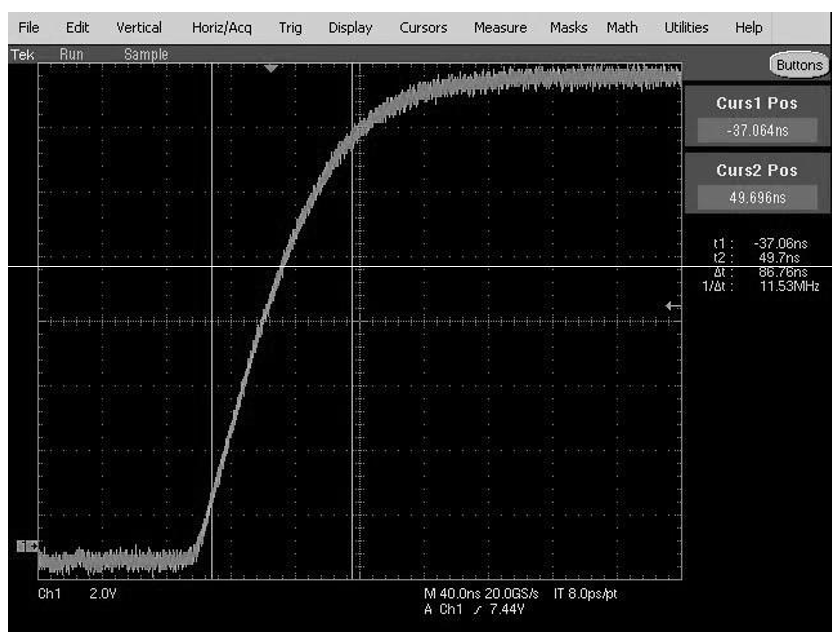 File Edit Vertical Horiz/Acq Trig Display Cursors Measure Masks Math Utilities Help
Tek Run Sample
Buttons
Curs1 Pos
-37.064ns
Curs2 Pos
49.696ns
t1 : -37.06ns
t2 : 49.7ns
Δt : 86.76ns
1/Δt : 11.53MHz
1
Ch1 2.0V M 40.0ns 20.0GS/s IT 8.0ps/pt
A Ch1 / 7.44V